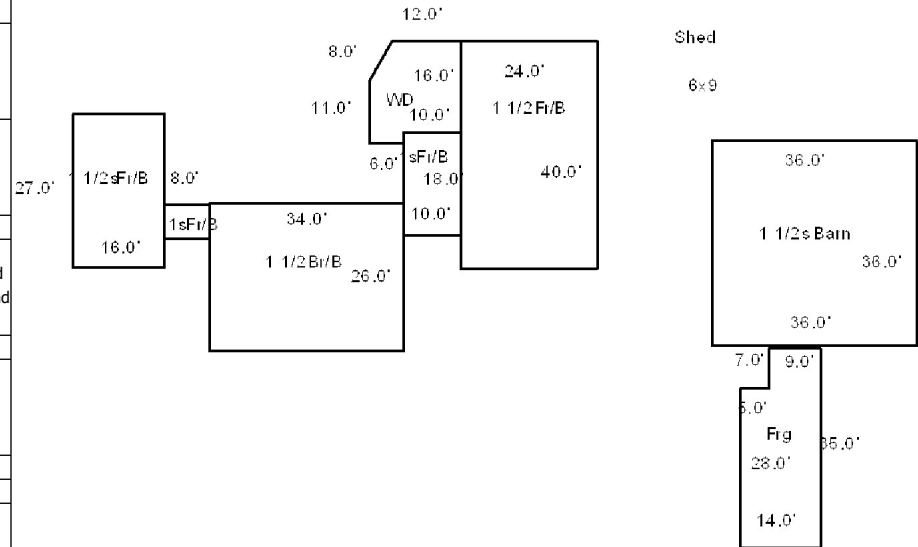 12.0'
Shed
8.0'
16.0'
24.0'
6x9
WD
11.0'
10.0'
1 1/2Fr/B
36.0'
6.0'
sFr/B
40.0'
1/2sFr/B
8.0'
18.0'
27.0'
10.0'
34.0'
1sFr/B
1 1/2s Barn
16.0'
1 1/2Br/B
26.0'
36.0'
d
nd
36.0'
7.0'
9.0'
5.0'
Frg
35.0'
28.0'
14.0'